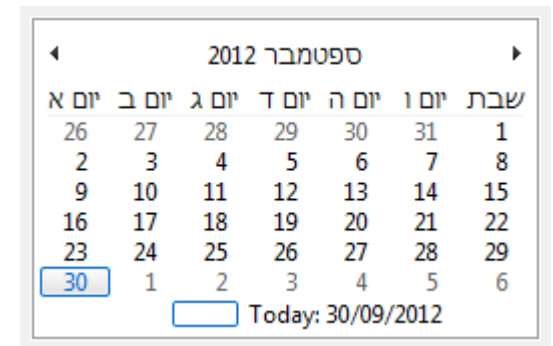 ספטמבר 2012
יום א יום ב יום ג יום ד יום ה יום ו שבת
26 27 28 29 30 31 1
2 3 4 5 6 7 8
9 10 11 12 13 14 15
16 17 18 19 20 21 22
23 24 25 26 27 28 29
30 1 2 3 4 5 6
Today: 30/09/2012